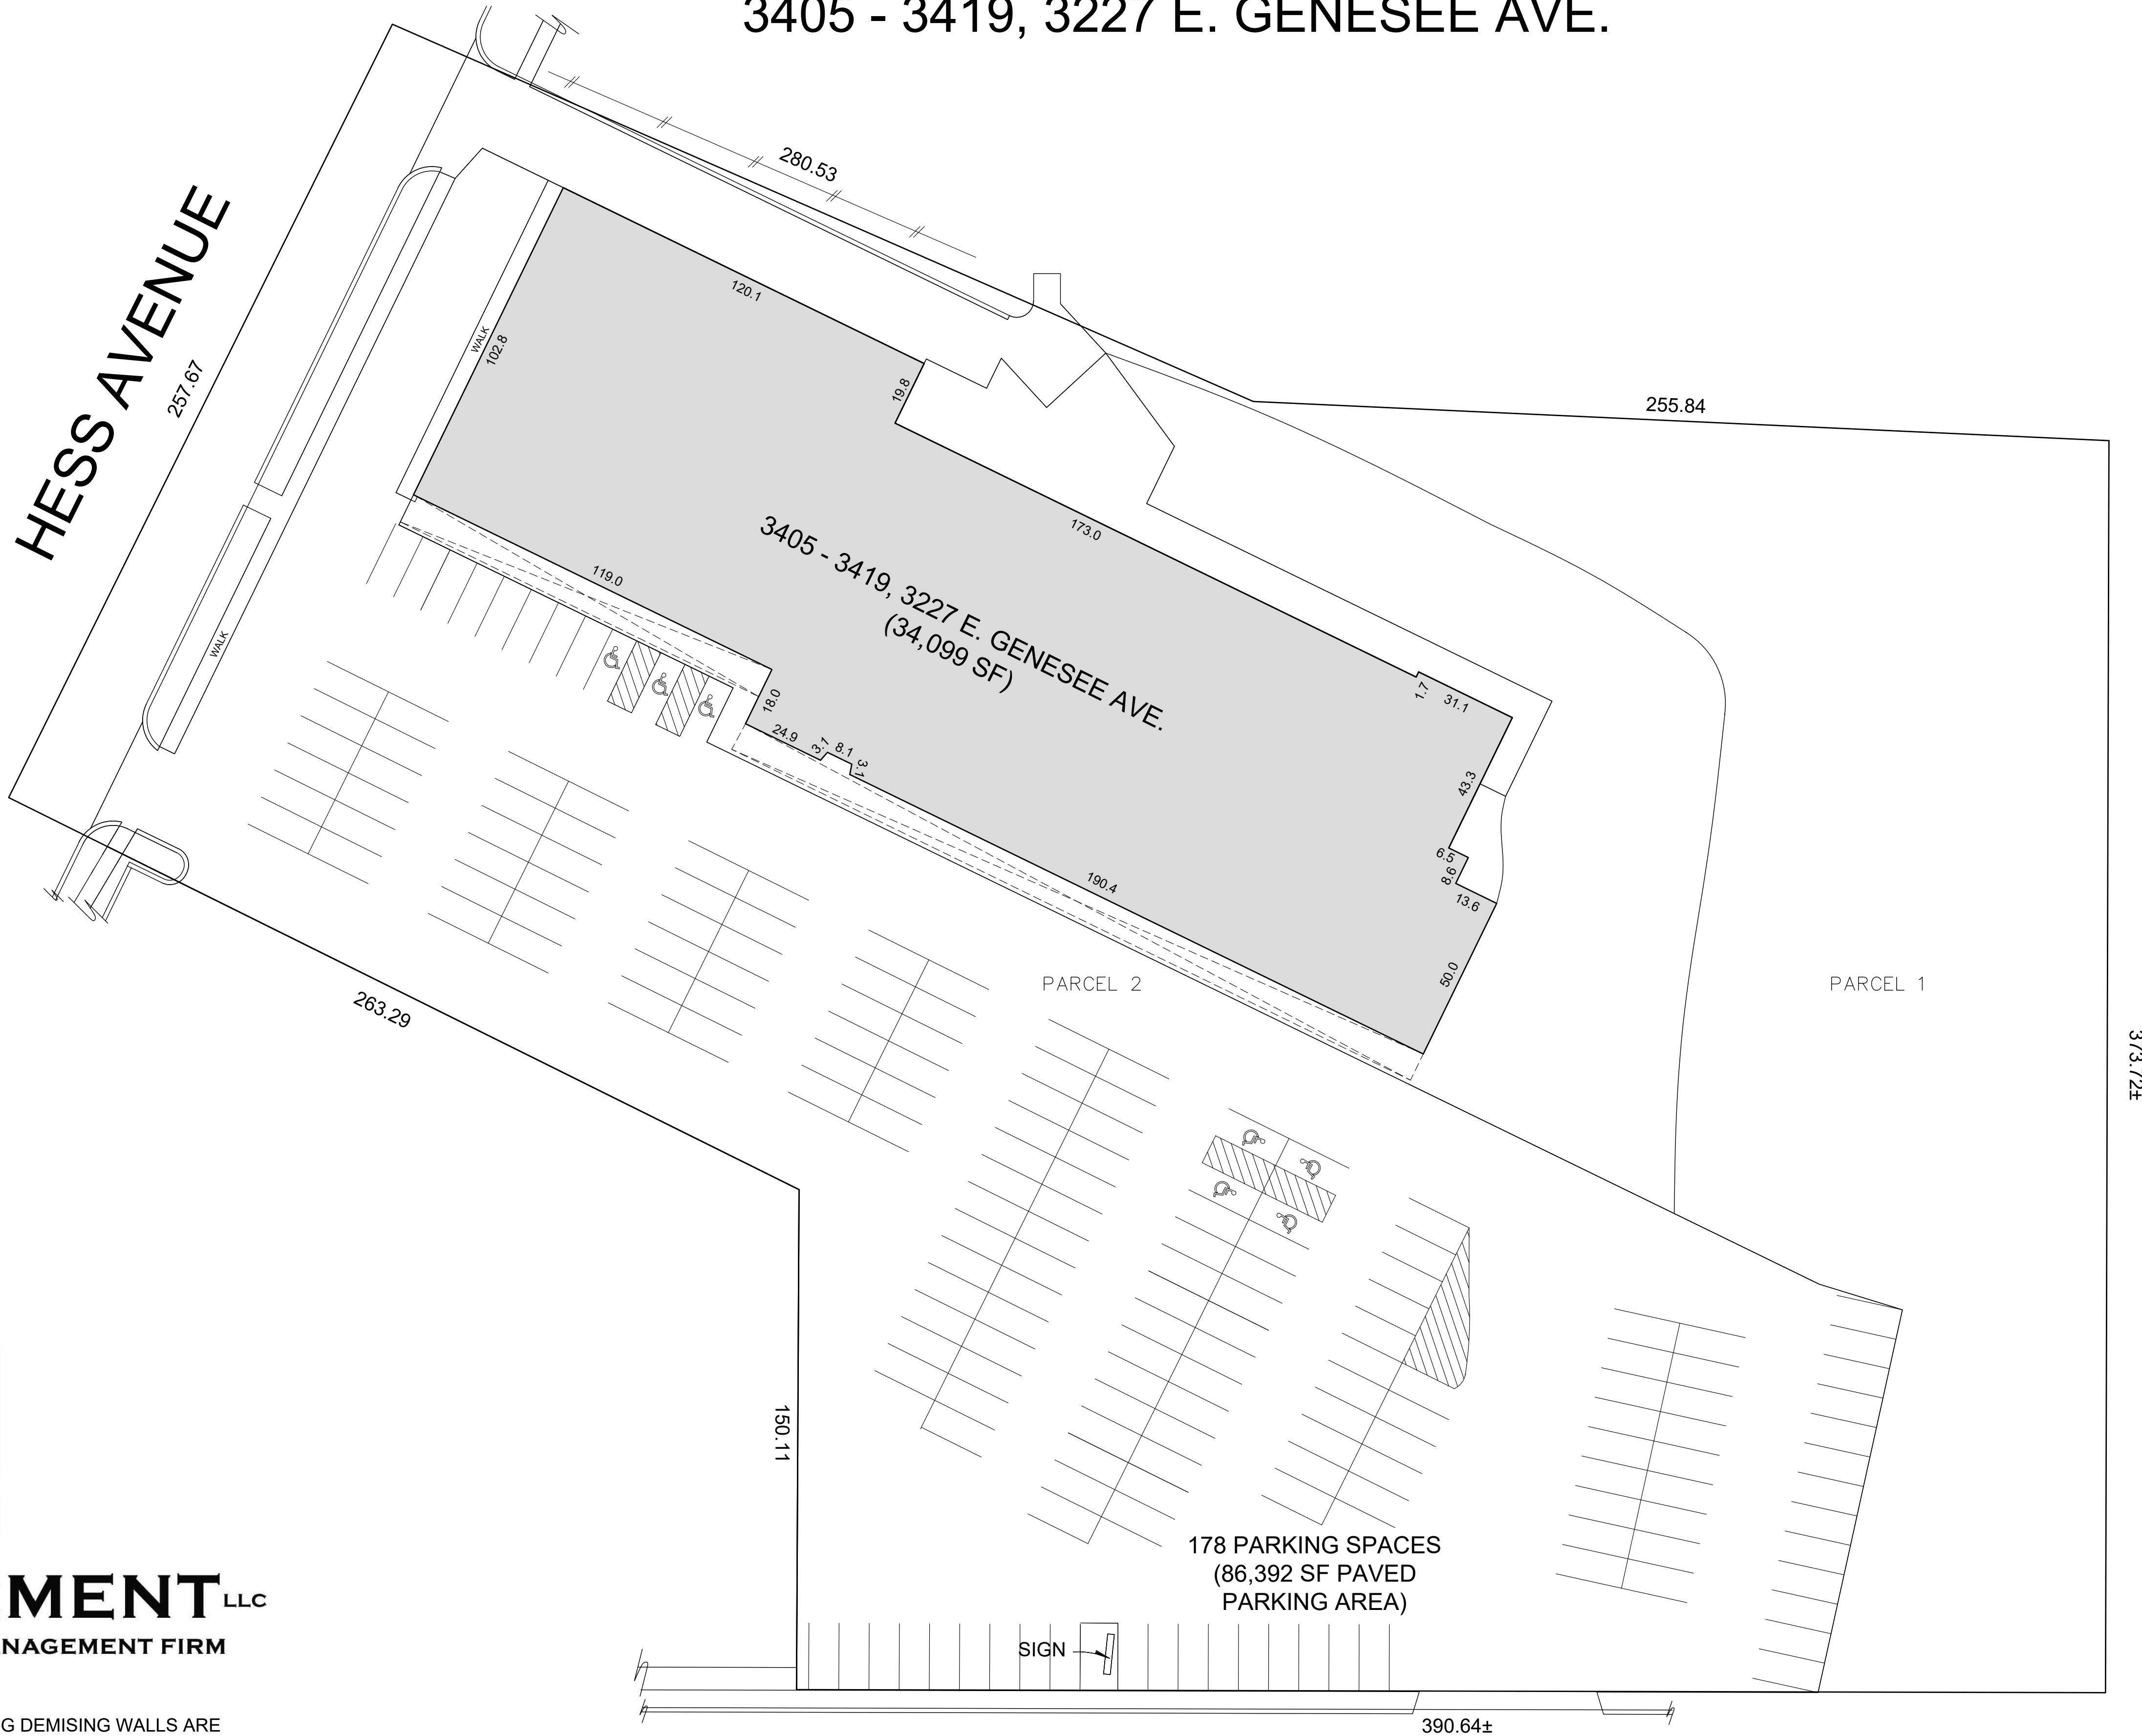 3405 - 3419, 3227 E. GENESEE AVE.
280.53
HESS AVENUE
257.67
WALK
102.8
120.1
19.8
255.84
173.0
3405 - 3419, 3227 E. GENESEE AVE.
(34,099 SF)
119.0
WALK
18.0
24.9
3.1
8.1
3.1
1.7
31.1
43.3
6.5
8.6
13.6
190.4
50.0
PARCEL 2
PARCEL 1
263.29
373.72±
150.11
178 PARKING SPACES
(86,392 SF PAVED
PARKING AREA)
SIGN
MENT LLC
NAGEMENT FIRM
G DEMISING WALLS ARE
390.64±